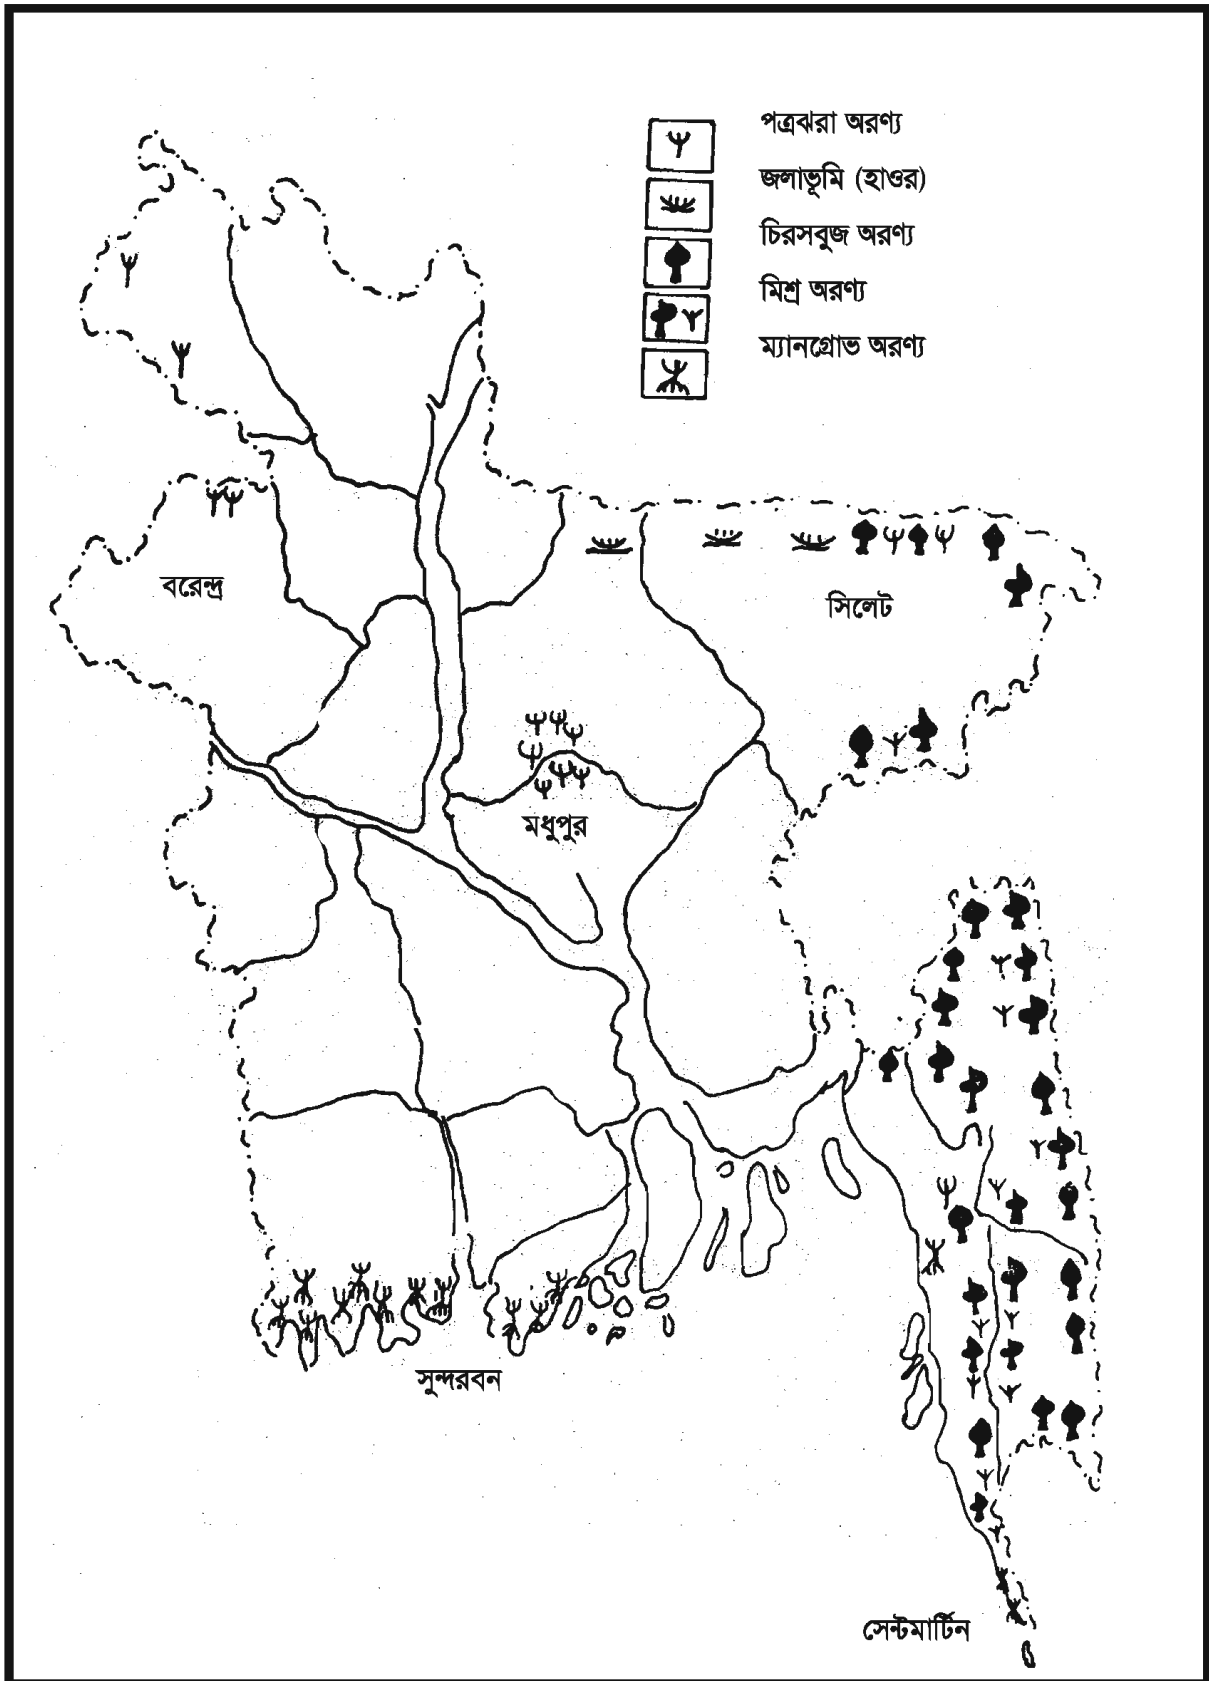 পত্রঝরা অরণ্য
জলাভূমি (হাওর)
চিরসবুজ অরণ্য
মিশ্র অরণ্য
ম্যানগ্রোভ অরণ্য
বরেন্দ্র
সিলেট
মধুপুর
সুন্দরবন
সেন্টমার্টিন